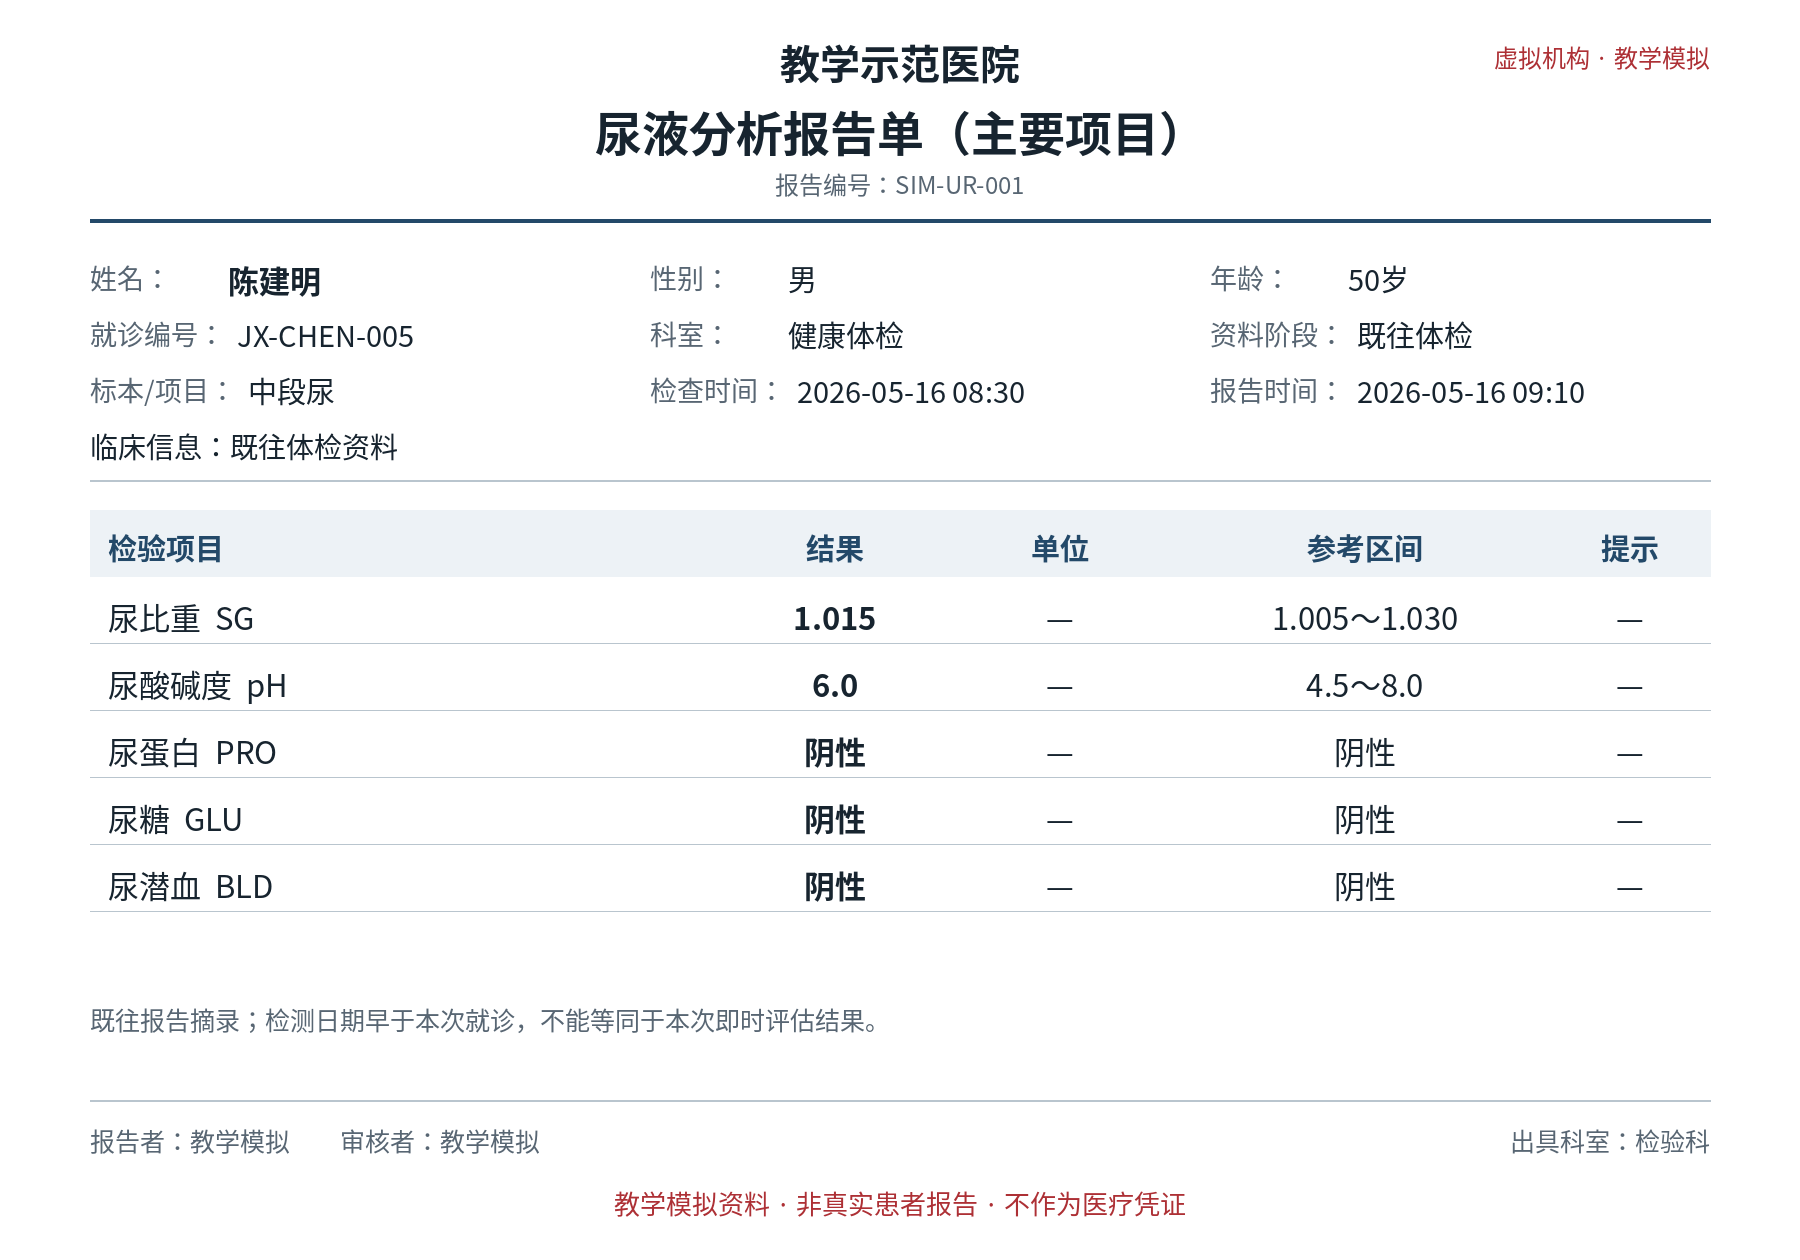 教学示范医院
虚拟机构 · 教学模拟
尿液分析报告单（主要项目）
报告编号：SIM-UR-001
姓名： 陈建明 性别： 男 年龄： 50岁
就诊编号： JX-CHEN-005 科室： 健康体检 资料阶段： 既往体检
标本/项目： 中段尿 检查时间： 2026-05-16 08:30 报告时间： 2026-05-16 09:10
临床信息：既往体检资料
检验项目 结果 单位 参考区间 提示
尿比重 SG 1.015 — 1.005～1.030 —
尿酸碱度 pH 6.0 — 4.5～8.0 —
尿蛋白 PRO 阴性 — 阴性 —
尿糖 GLU 阴性 — 阴性 —
尿潜血 BLD 阴性 — 阴性 —
既往报告摘录；检测日期早于本次就诊，不能等同于本次即时评估结果。
报告者：教学模拟 审核者：教学模拟 出具科室：检验科
教学模拟资料 · 非真实患者报告 · 不作为医疗凭证